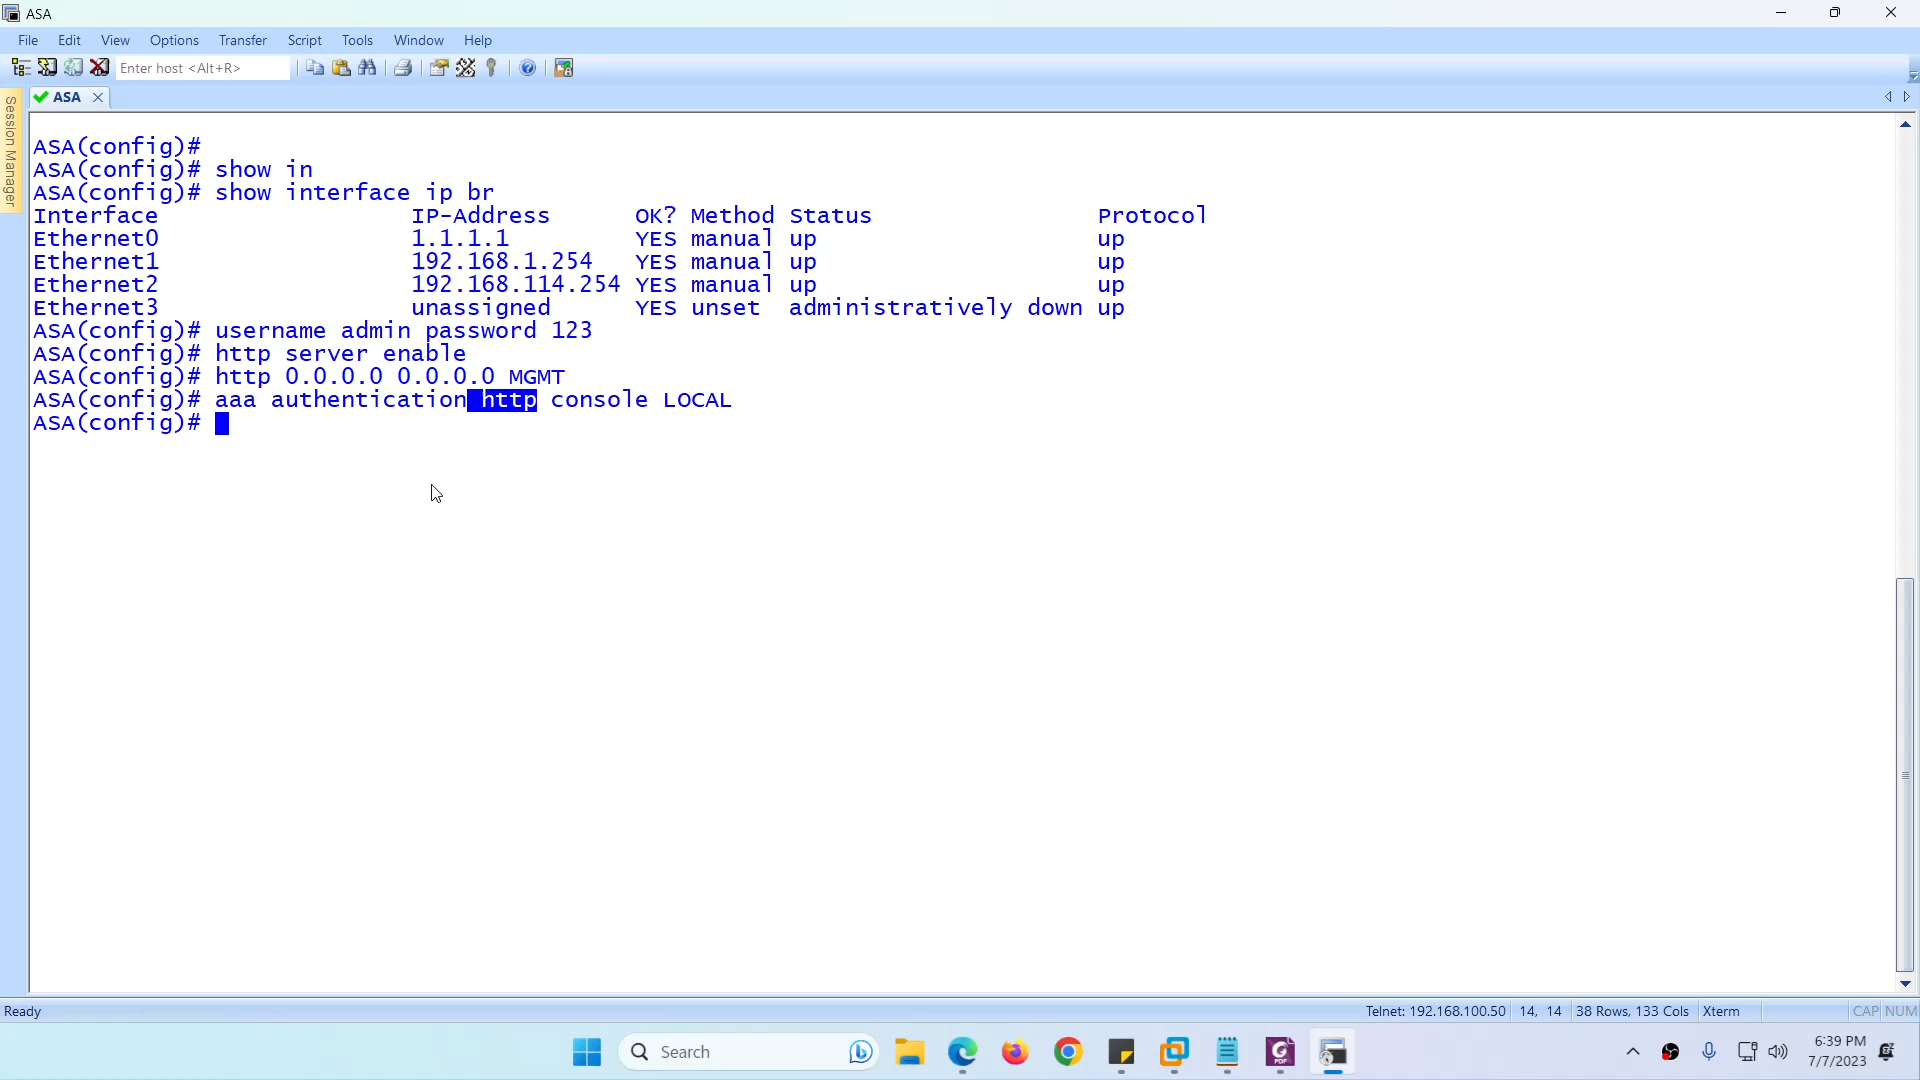 ASA
File Edit View Options Transfer Script Tools Window Help
Enter host <Alt+R>
ASA
Session Manager
ASA(config)#
ASA(config)# show in
ASA(config)# show interface ip br
Interface IP-Address OK? Method Status Protocol
Ethernet0 1.1.1.1 YES manual up up
Ethernet1 192.168.1.254 YES manual up up
Ethernet2 192.168.114.254 YES manual up up
Ethernet3 unassigned YES unset administratively down up
ASA(config)# username admin password 123
ASA(config)# http server enable
ASA(config)# http 0.0.0.0 0.0.0.0 MGMT
ASA(config)# aaa authentication http console LOCAL
ASA(config)#
Ready Telnet: 192.168.100.50 14, 14 38 Rows, 133 Cols Xterm CAP NUM
Search 6:39 PM
7/7/2023